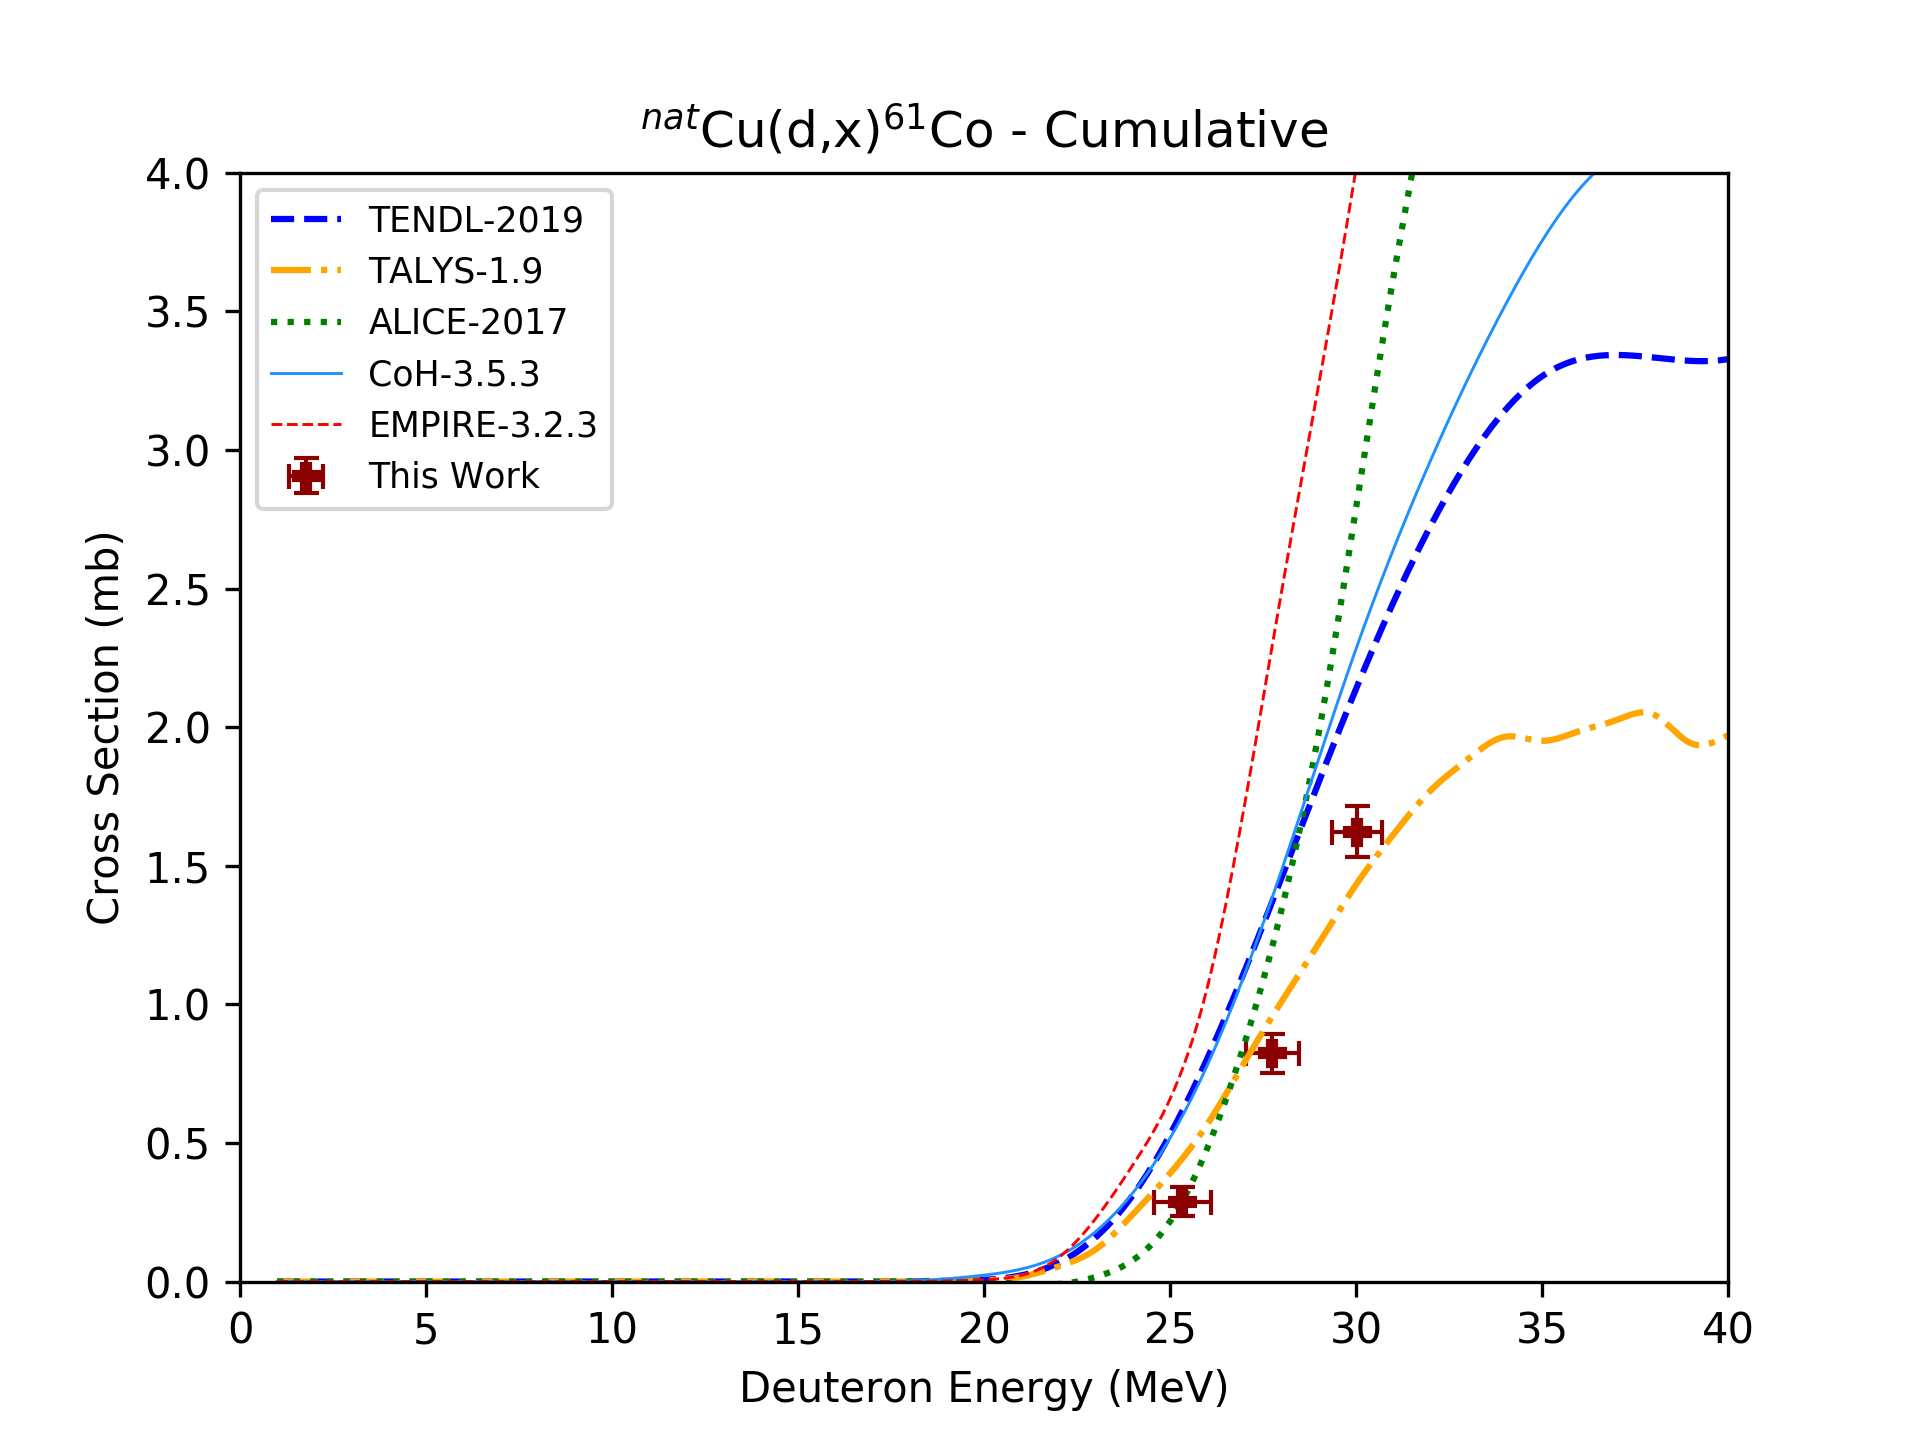 natCu(d,x)61Co - Cumulative
4.0
3.5
3.0
2.5
2.0
1.5
1.0
0.5
0.0
Cross Section (mb)
TENDL-2019
TALYS-1.9
ALICE-2017
CoH-3.5.3
EMPIRE-3.2.3
This Work
0 5 10 15 20 25 30 35 40
Deuteron Energy (MeV)